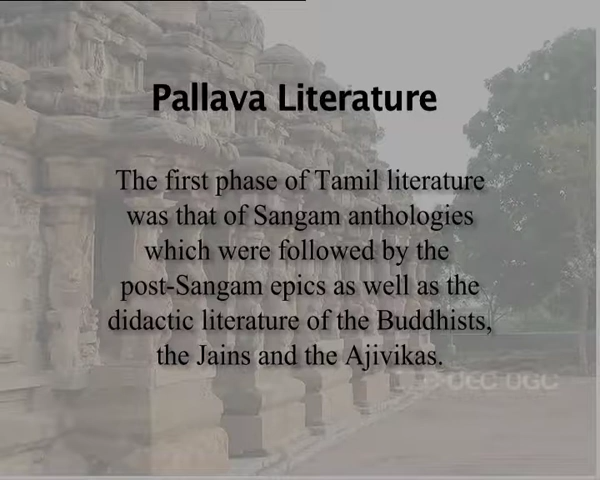 Pallava Literature
The first phase of Tamil literature
was that of Sangam anthologies
which were followed by the
post-Sangam epics as well as the
didactic literature of the Buddhists,
the Jains and the Ajivikas.
© CEC-UGC